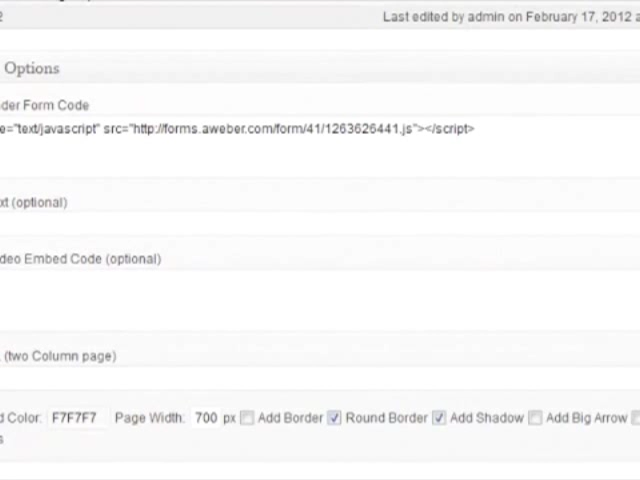 2 Last edited by admin on February 17, 2012 a
Options
der Form Code
e="text/javascript" src="http://forms.aweber.com/form/41/1263626441.js"></script>
xt (optional)
deo Embed Code (optional)
(two Column page)
d Color: F7F7F7 Page Width: 700 px Add Border Round Border Add Shadow Add Big Arrow
s